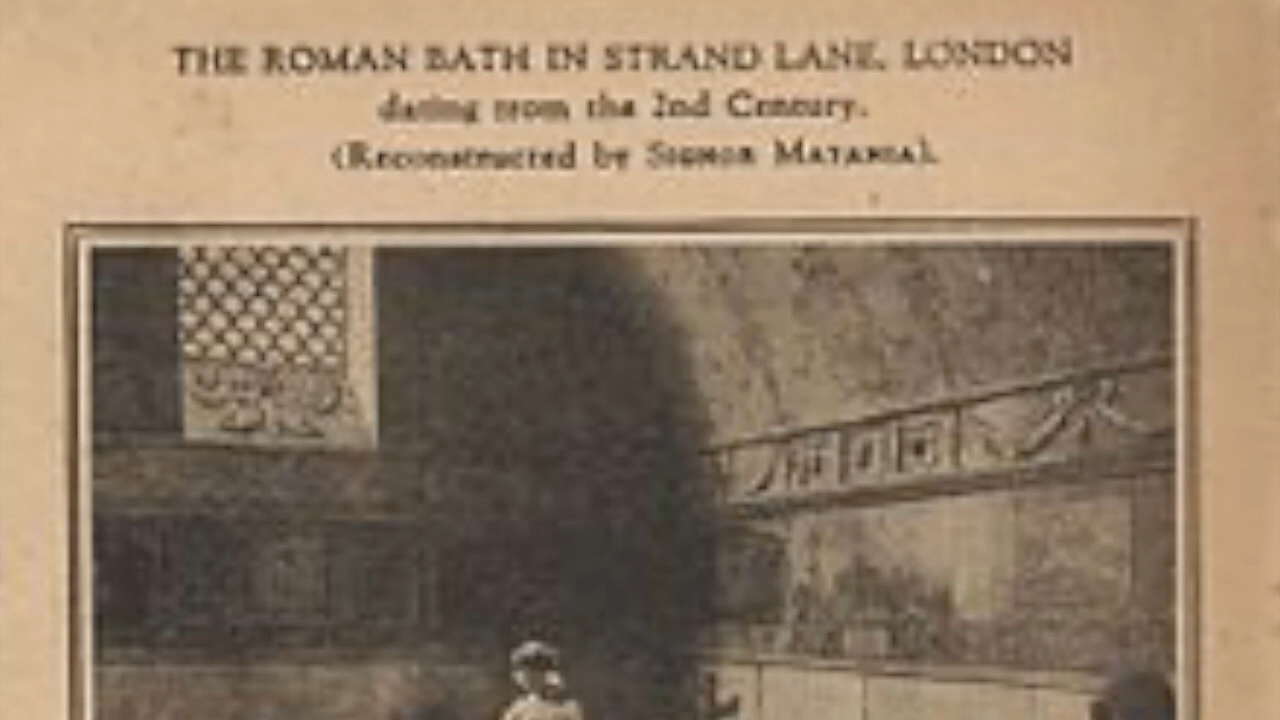 THE ROMAN BATH IN STRAND LANE, LONDON
dating from the 2nd Century.
(Reconstructed by SIGNOR MATANIA).